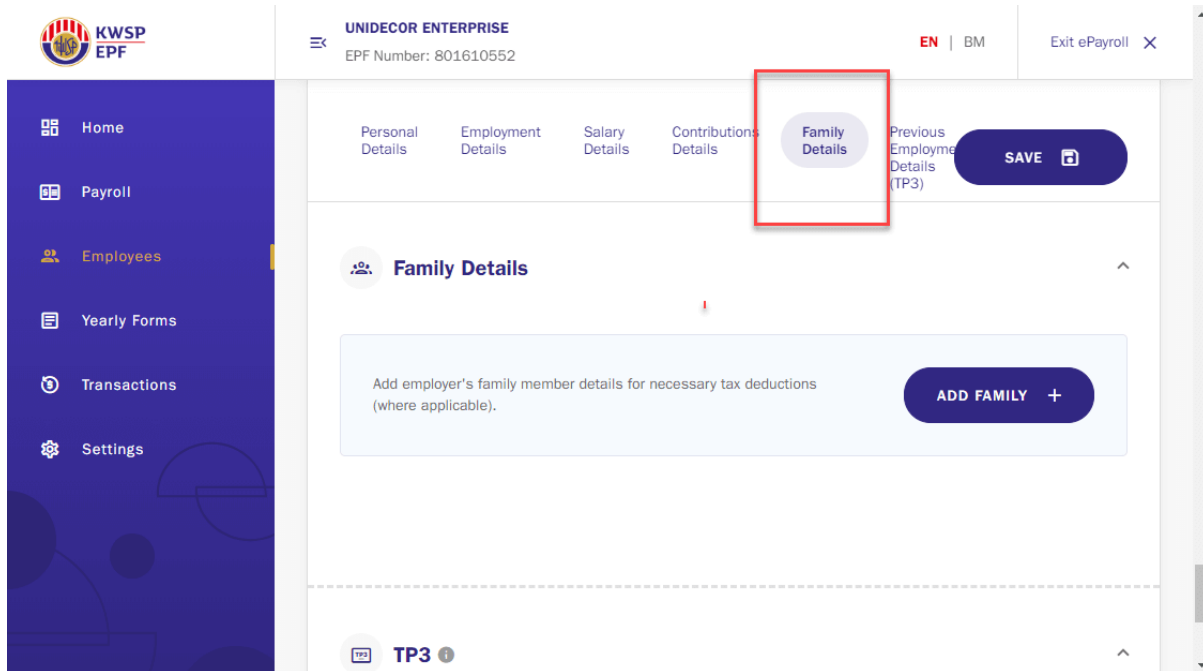 KWSP
EPF
UNIDECOR ENTERPRISE
EPF Number: 801610552
EN | BM
Exit ePayroll
Home
Payroll
Employees
Yearly Forms
Transactions
Settings
Personal
Details
Employment
Details
Salary
Details
Contributions
Details
Family
Details
Previous
Employme
Details
(TP3)
SAVE
Family Details
Add employer's family member details for necessary tax deductions
(where applicable).
ADD FAMILY +
TP3
TP3